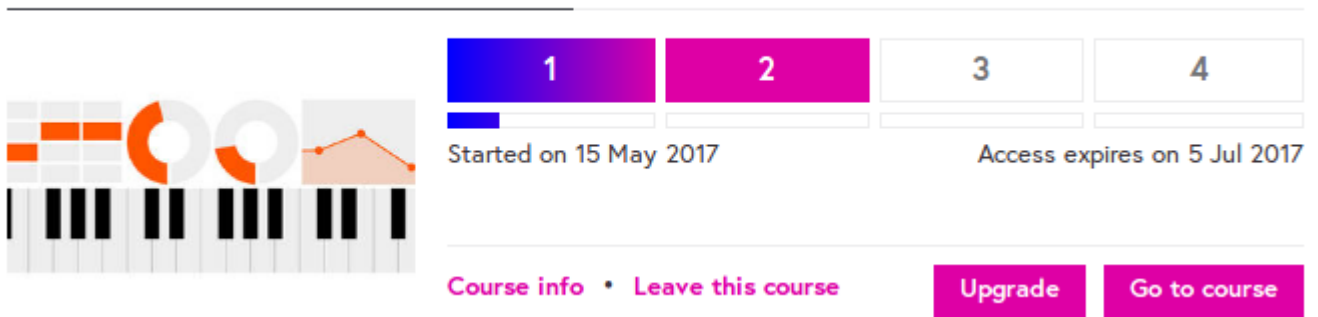 1 2 3 4
Started on 15 May 2017 Access expires on 5 Jul 2017
Course info • Leave this course Upgrade Go to course